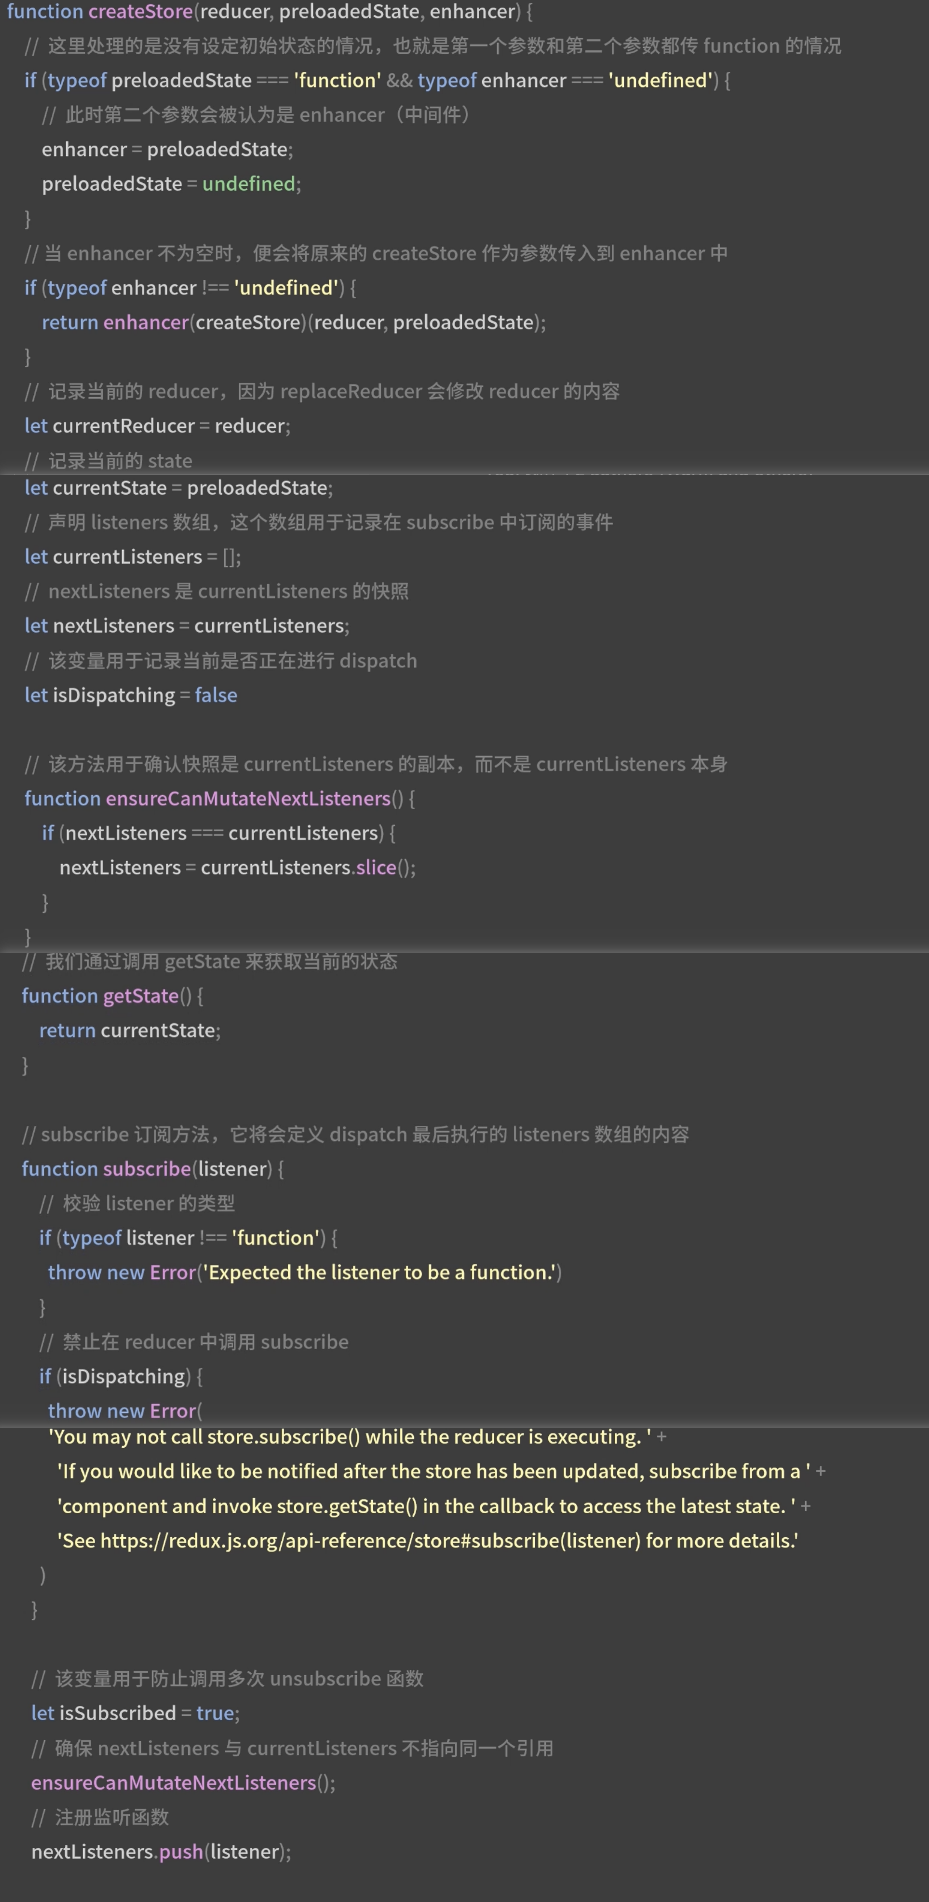 function createStore(reducer, preloadedState, enhancer) {
// 这里处理的是没有设定初始状态的情况，也就是第一个参数和第二个参数都传 function 的情况
if (typeof preloadedState === 'function' && typeof enhancer === 'undefined') {
// 此时第二个参数会被认为是 enhancer（中间件）
enhancer = preloadedState;
preloadedState = undefined;
}
// 当 enhancer 不为空时，便会将原来的 createStore 作为参数传入到 enhancer 中
if (typeof enhancer !== 'undefined') {
return enhancer(createStore)(reducer, preloadedState);
}
// 记录当前的 reducer，因为 replaceReducer 会修改 reducer 的内容
let currentReducer = reducer;
// 记录当前的 state
let currentState = preloadedState;
// 声明 listeners 数组，这个数组用于记录在 subscribe 中订阅的事件
let currentListeners = [];
// nextListeners 是 currentListeners 的快照
let nextListeners = currentListeners;
// 该变量用于记录当前是否正在进行 dispatch
let isDispatching = false
// 该方法用于确认快照是 currentListeners 的副本，而不是 currentListeners 本身
function ensureCanMutateNextListeners() {
if (nextListeners === currentListeners) {
nextListeners = currentListeners.slice();
}
}
// 我们通过调用 getState 来获取当前的状态
function getState() {
return currentState;
}
// subscribe 订阅方法，它将会定义 dispatch 最后执行的 listeners 数组的内容
function subscribe(listener) {
// 校验 listener 的类型
if (typeof listener !== 'function') {
throw new Error('Expected the listener to be a function.')
}
// 禁止在 reducer 中调用 subscribe
if (isDispatching) {
throw new Error(
'You may not call store.subscribe() while the reducer is executing. ' +
'If you would like to be notified after the store has been updated, subscribe from a ' +
'component and invoke store.getState() in the callback to access the latest state. ' +
'See https://redux.js.org/api-reference/store#subscribe(listener) for more details.'
)
}
// 该变量用于防止调用多次 unsubscribe 函数
let isSubscribed = true;
// 确保 nextListeners 与 currentListeners 不指向同一个引用
ensureCanMutateNextListeners();
// 注册监听函数
nextListeners.push(listener);